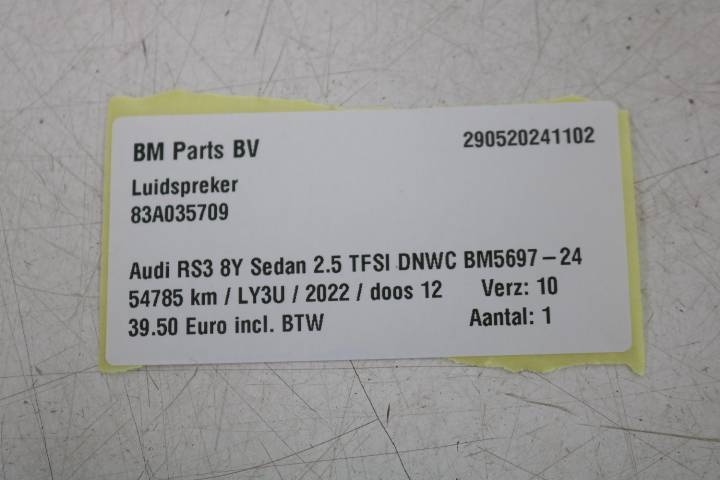 BM Parts BV 290520241102
Luidspreker
83A035709
Audi RS3 8Y Sedan 2.5 TFSI DNWC BM5697-24
54785 km / LY3U / 2022 / doos 12 Verz: 10
39.50 Euro incl. BTW Aantal: 1